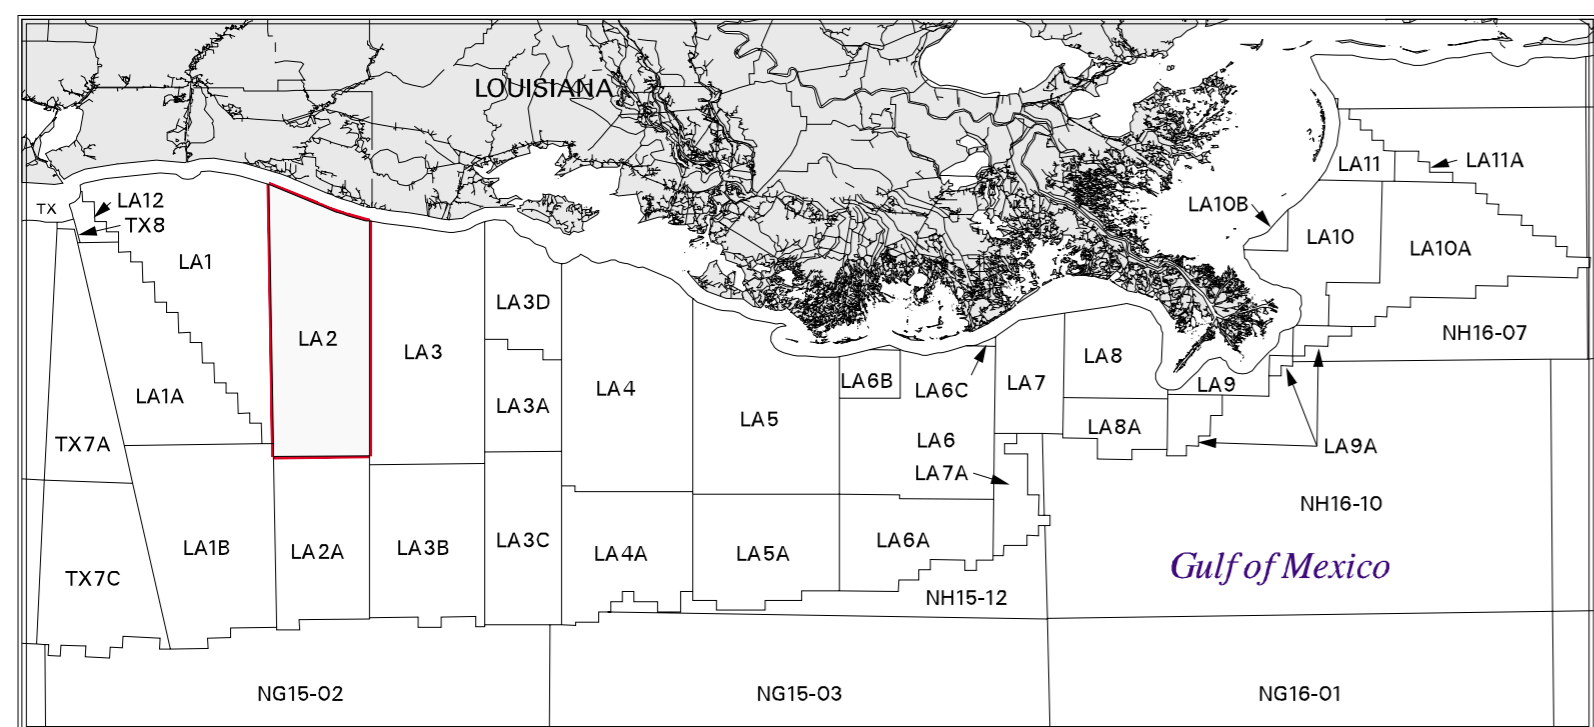 LOUISIANA
LA11
LA11A
TX
LA12
TX8
LA10B
LA1
LA10
LA10A
LA3D
LA2
LA3
NH16-07
LA8
LA4
LA6B
LA6C
LA7
LA9
LA1A
LA3A
LA5
LA8A
TX7A
LA6
LA9A
LA7A
NH16-10
LA1B
LA2A
LA3B
LA3C
LA4A
LA5A
LA6A
Gulf of Mexico
TX7C
NH15-12
NG15-02
NG15-03
NG16-01